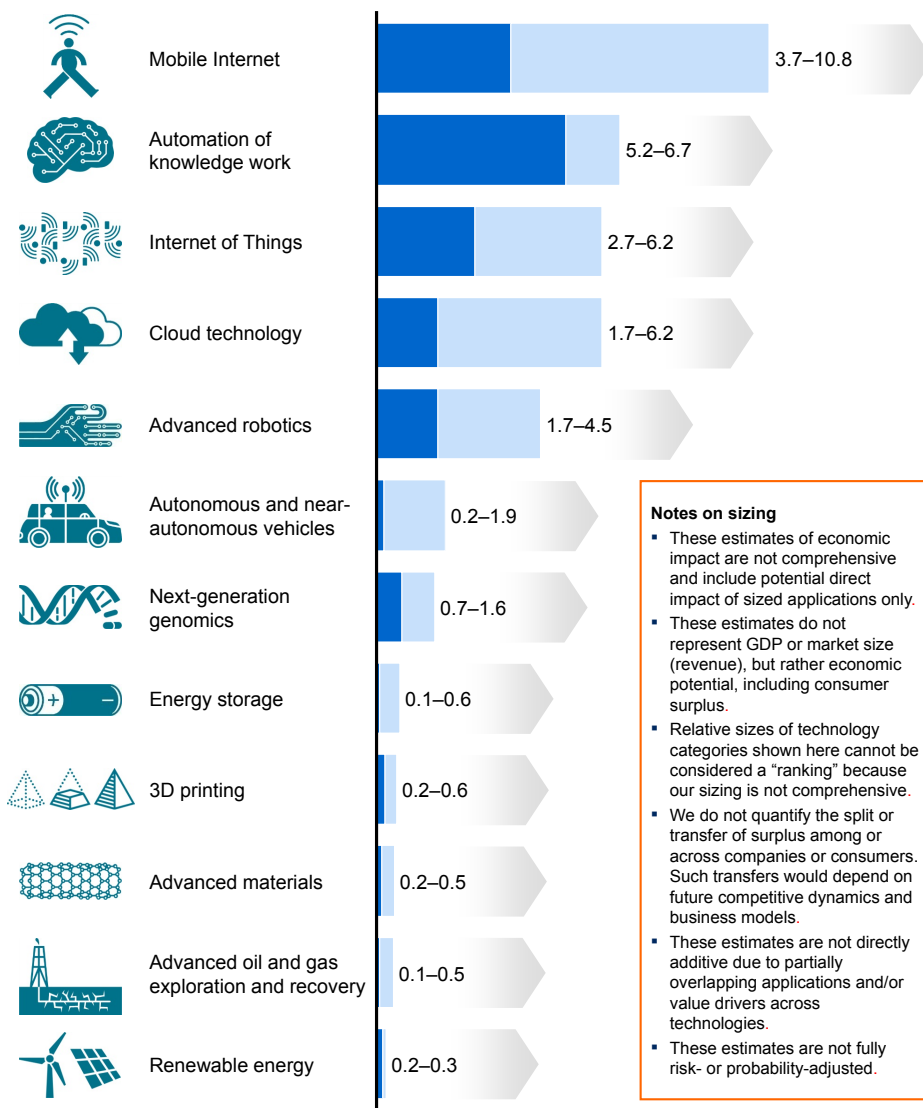 Mobile Internet
3.7–10.8
Automation of
knowledge work
5.2–6.7
Internet of Things
2.7–6.2
Cloud technology
1.7–6.2
Advanced robotics
1.7–4.5
Autonomous and near-
autonomous vehicles
0.2–1.9
Next-generation
genomics
0.7–1.6
Energy storage
0.1–0.6
3D printing
0.2–0.6
Advanced materials
0.2–0.5
Advanced oil and gas
exploration and recovery
0.1–0.5
Renewable energy
0.2–0.3
Notes on sizing
▪ These estimates of economic
impact are not comprehensive
and include potential direct
impact of sized applications only.
▪ These estimates do not
represent GDP or market size
(revenue), but rather economic
potential, including consumer
surplus.
▪ Relative sizes of technology
categories shown here cannot be
considered a “ranking” because
our sizing is not comprehensive.
▪ We do not quantify the split or
transfer of surplus among or
across companies or consumers.
Such transfers would depend on
future competitive dynamics and
business models.
▪ These estimates are not directly
additive due to partially
overlapping applications and/or
value drivers across
technologies.
▪ These estimates are not fully
risk- or probability-adjusted.